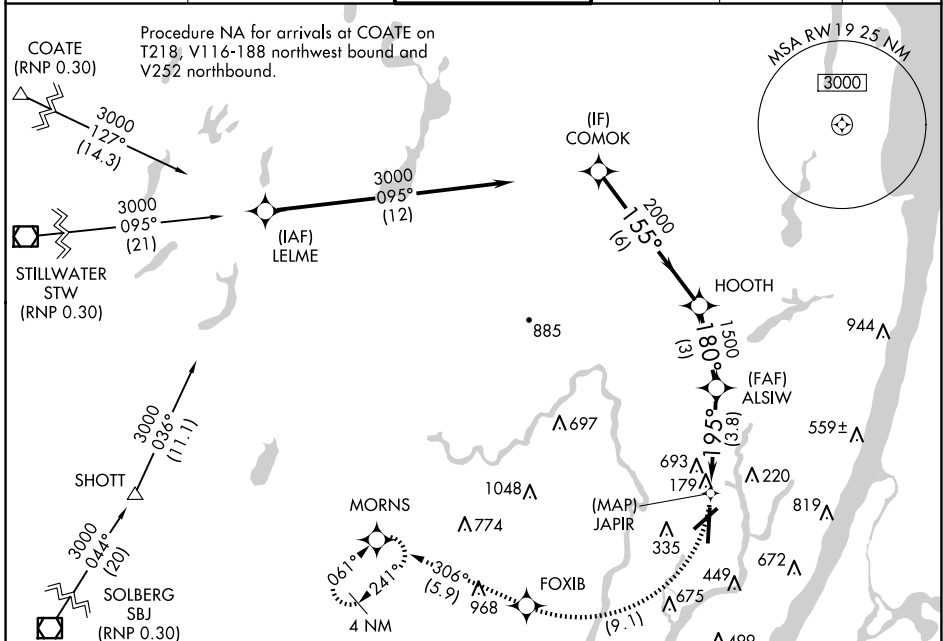 Procedure NA for arrivals at COATE on
T218, V116-188 northwest bound and
V252 northbound.
COATE
(RNP 0.30)
3000
127°
(14.3)
MSA RW19 25 NM
3000
(IF)
COMOK
3000
095°
(12)
3000
095°
(21)
(IAF)
LELME
STILLWATER
STW
(RNP 0.30)
2000
155°
(6)
HOOTH
885
1500
180°
(3)
944
(FAF)
ALSIW
697
195°
(3.8)
559±
3000
036°
(11.1)
SHOTT
693
179
220
1048
(MAP)
JAPIR
819
MORNS
774
335
3000
044°
(20)
061°
241°
306°
(5.9)
672
449
FOXIB
968
675
4 NM
(9.1)
SOLBERG
SBJ
(RNP 0.30)